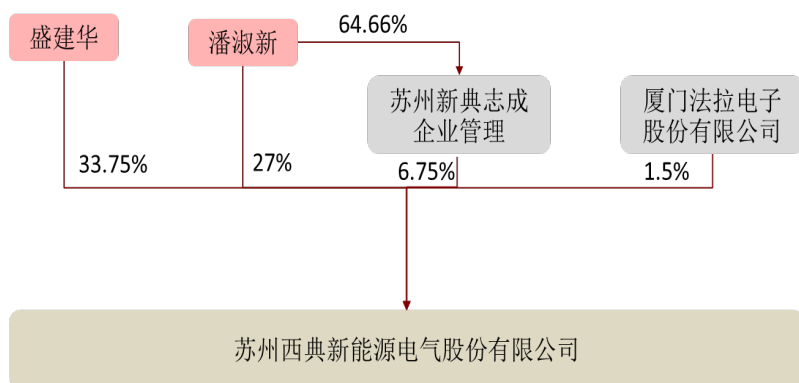 盛建华
潘淑新
64.66%
苏州新典志成
企业管理
厦门法拉电子
股份有限公司
33.75%
27%
6.75%
1.5%
苏州西典新能源电气股份有限公司